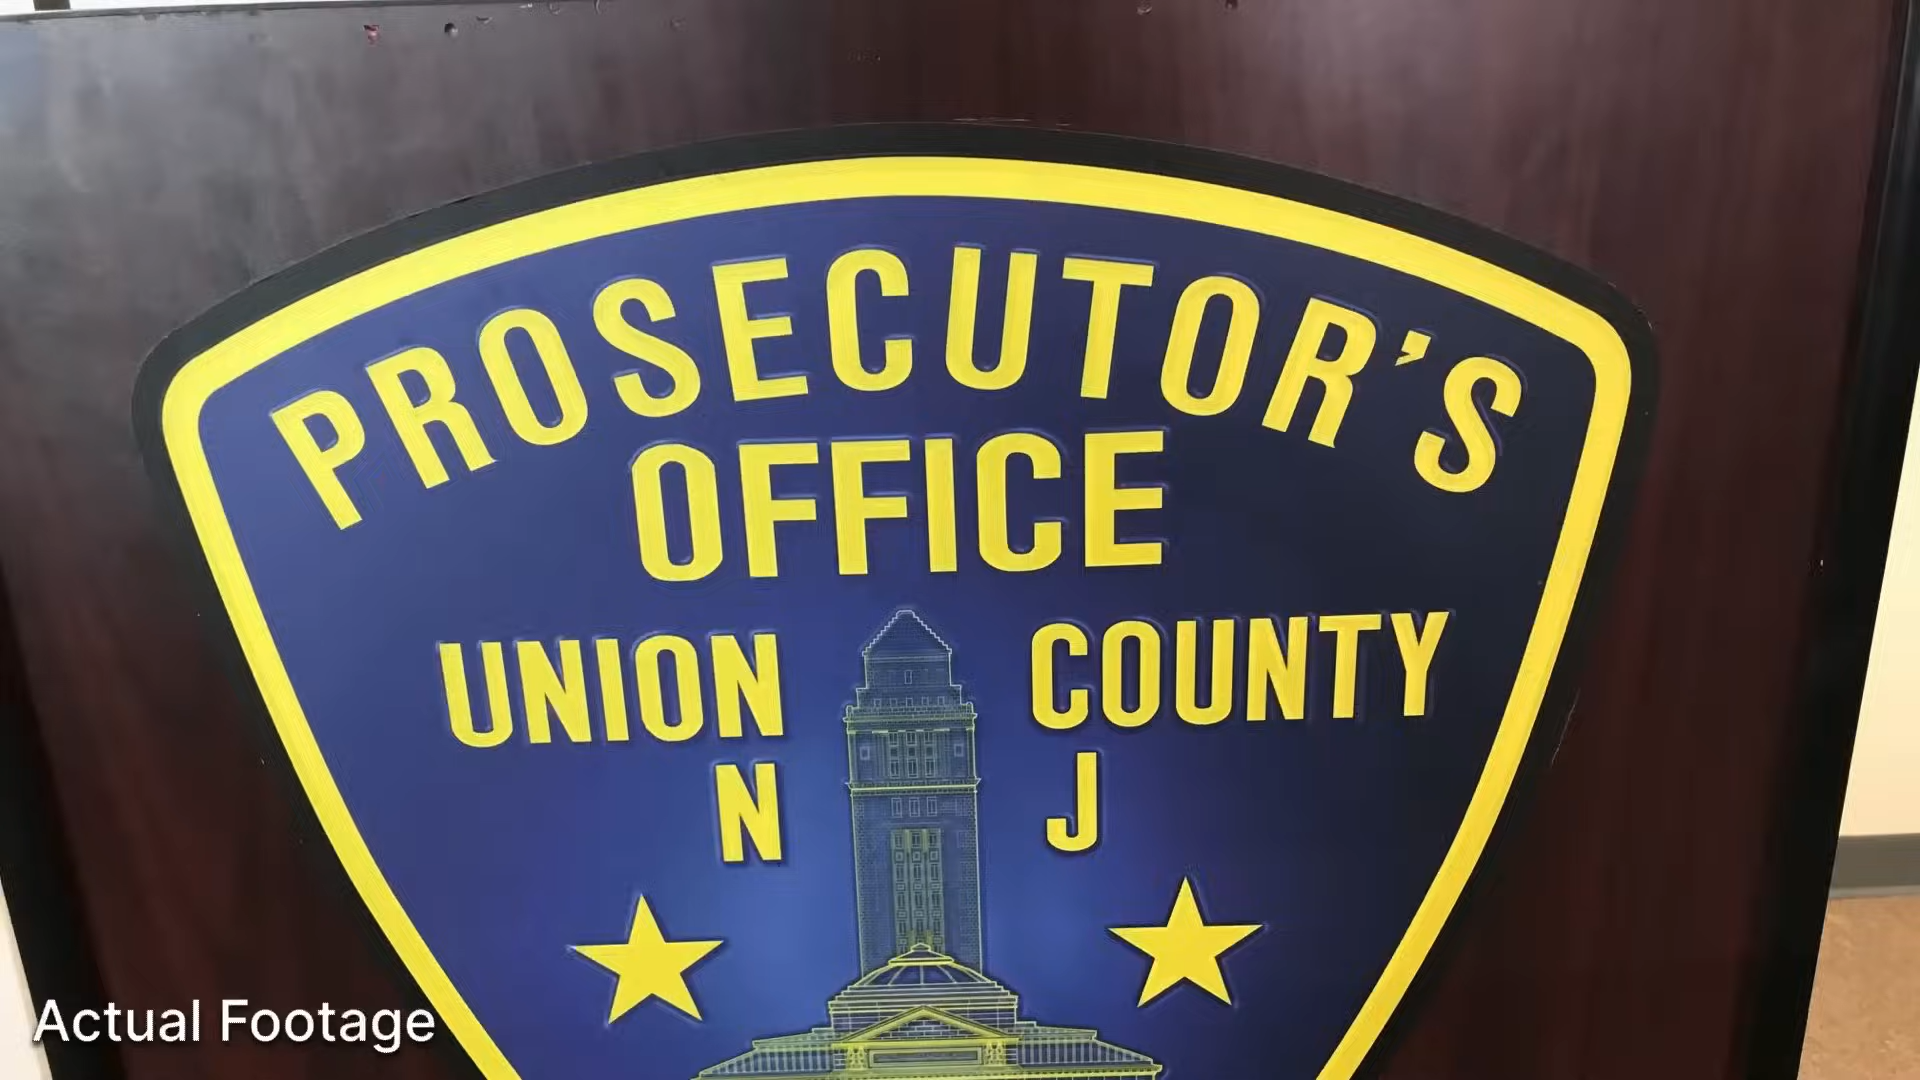 PROSECUTOR'S
OFFICE
UNION COUNTY
N J
Actual Footage